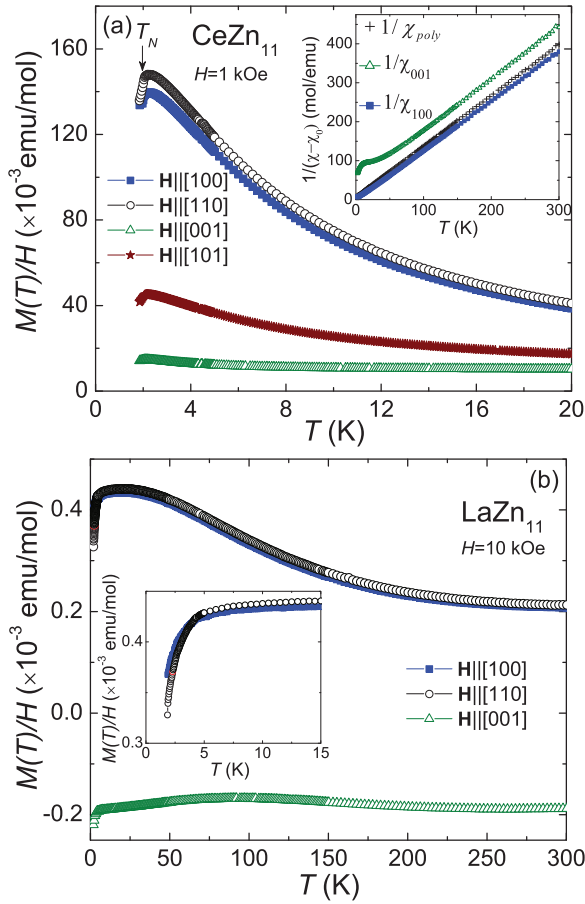 (a)
T_N
CeZn₁₁
H=1 kOe
H||[100]
H||[110]
H||[001]
H||[101]
M(T)/H (×10⁻³ emu/mol)
160
120
80
40
0
0 4 8 12 16 20
T (K)
+ 1/χ_poly
1/χ₀₀₁
1/χ₁₀₀
1/(χ−χ₀) (mol/emu)
400
300
200
100
0
0 100 200 300
T (K)
(b)
LaZn₁₁
H=10 kOe
H||[100]
H||[110]
H||[001]
M(T)/H (×10⁻³ emu/mol)
0.4
0.2
0.0
-0.2
0 50 100 150 200 250 300
T (K)
M(T)/H (×10⁻³ emu/mol)
0.4
0.3
0 5 10 15
T (K)